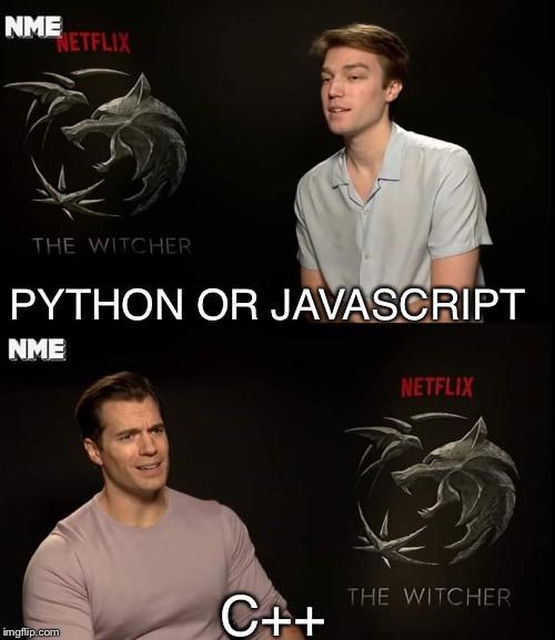 NME
NETFLIX
THE WITCHER
PYTHON OR JAVASCRIPT
NME
NETFLIX
THE WITCHER
C++
imgflip.com